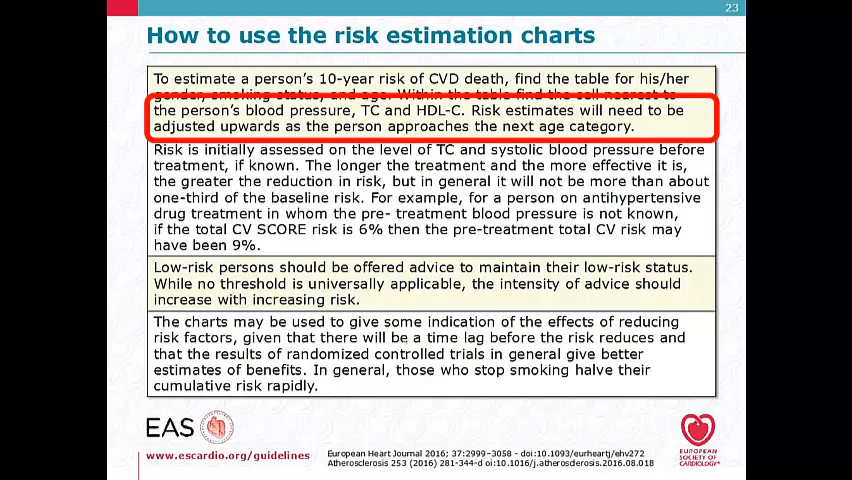 23
How to use the risk estimation charts
To estimate a person's 10-year risk of CVD death, find the table for his/her
gender, smoking status, and age. Within the table find the cell nearest to
the person's blood pressure, TC and HDL-C. Risk estimates will need to be
adjusted upwards as the person approaches the next age category.
Risk is initially assessed on the level of TC and systolic blood pressure before
treatment, if known. The longer the treatment and the more effective it is,
the greater the reduction in risk, but in general it will not be more than about
one-third of the baseline risk. For example, for a person on antihypertensive
drug treatment in whom the pre- treatment blood pressure is not known,
if the total CV SCORE risk is 6% then the pre-treatment total CV risk may
have been 9%.
Low-risk persons should be offered advice to maintain their low-risk status.
While no threshold is universally applicable, the intensity of advice should
increase with increasing risk.
The charts may be used to give some indication of the effects of reducing
risk factors, given that there will be a time lag before the risk reduces and
that the results of randomized controlled trials in general give better
estimates of benefits. In general, those who stop smoking halve their
cumulative risk rapidly.
EAS
www.escardio.org/guidelines
European Heart Journal 2016; 37:2999–3058 - doi:10.1093/eurheartj/ehv272
Atherosclerosis 253 (2016) 281-344-d oi:10.1016/j.atherosclerosis.2016.08.018
EUROPEAN
SOCIETY OF
CARDIOLOGY®